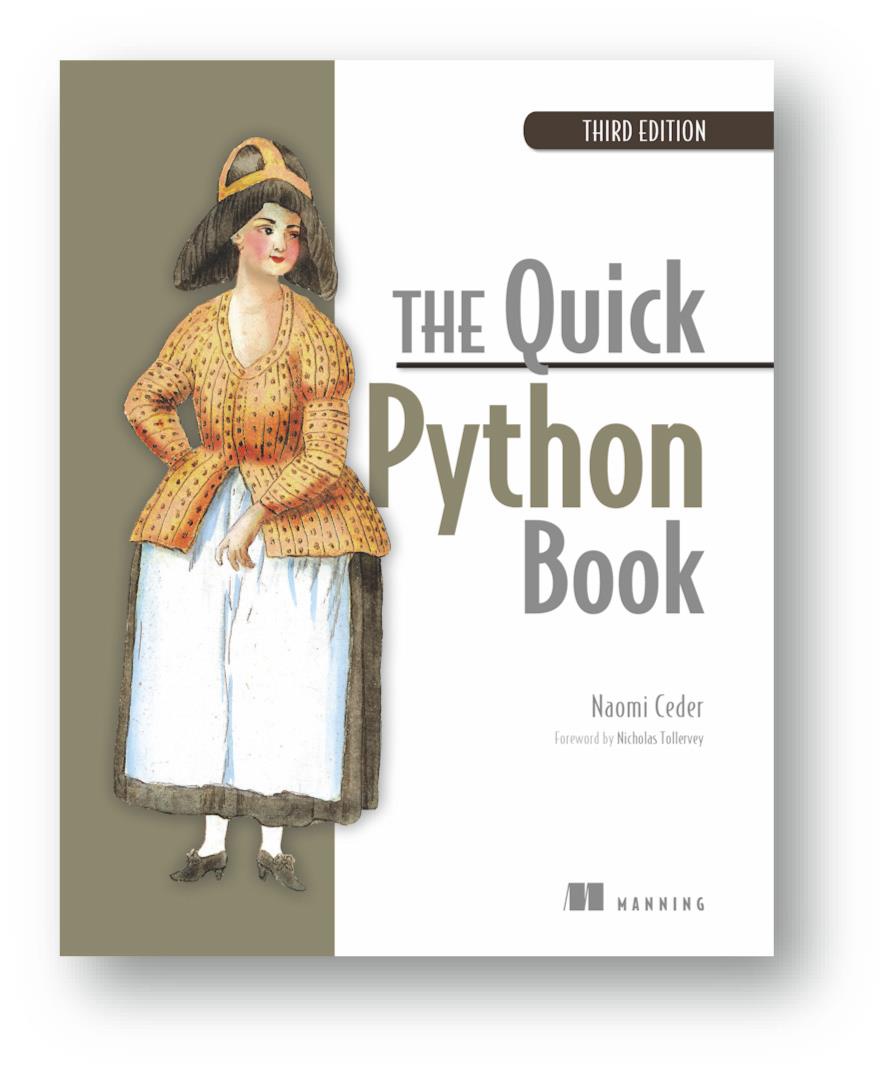 THIRD EDITION
THE Quick
Python
Book
Naomi Ceder
Foreword by Nicholas Tollervey
MANNING